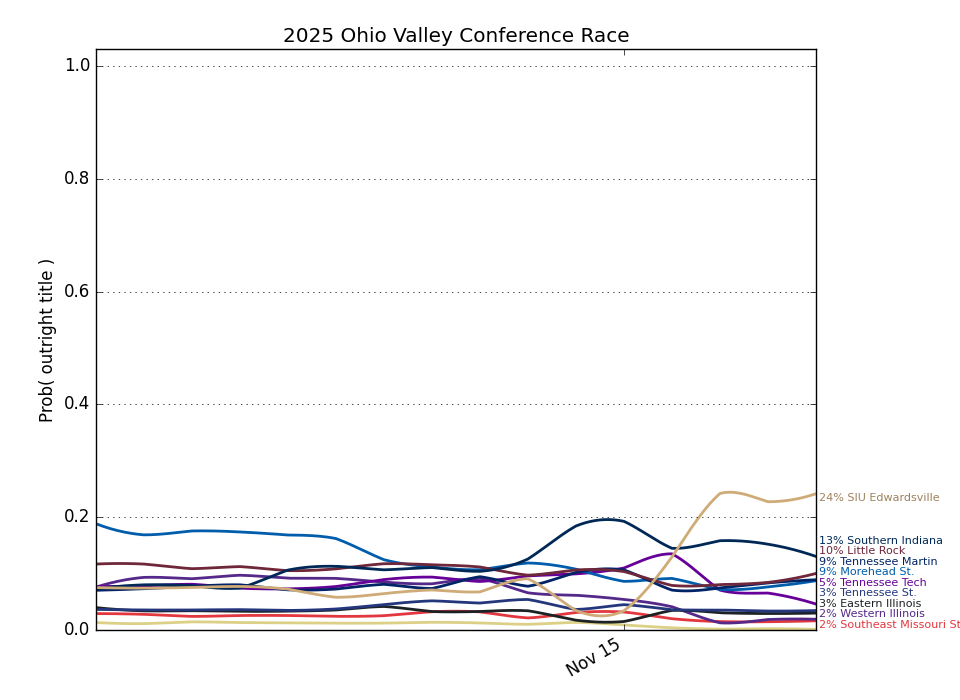 2025 Ohio Valley Conference Race
1.0
0.8
0.6
0.4
0.2
0.0
Prob( outright title )
Nov 15
24% SIU Edwardsville
13% Southern Indiana
10% Little Rock
9% Tennessee Martin
9% Morehead St.
5% Tennessee Tech
3% Tennessee St.
3% Eastern Illinois
2% Western Illinois
2% Southeast Missouri St